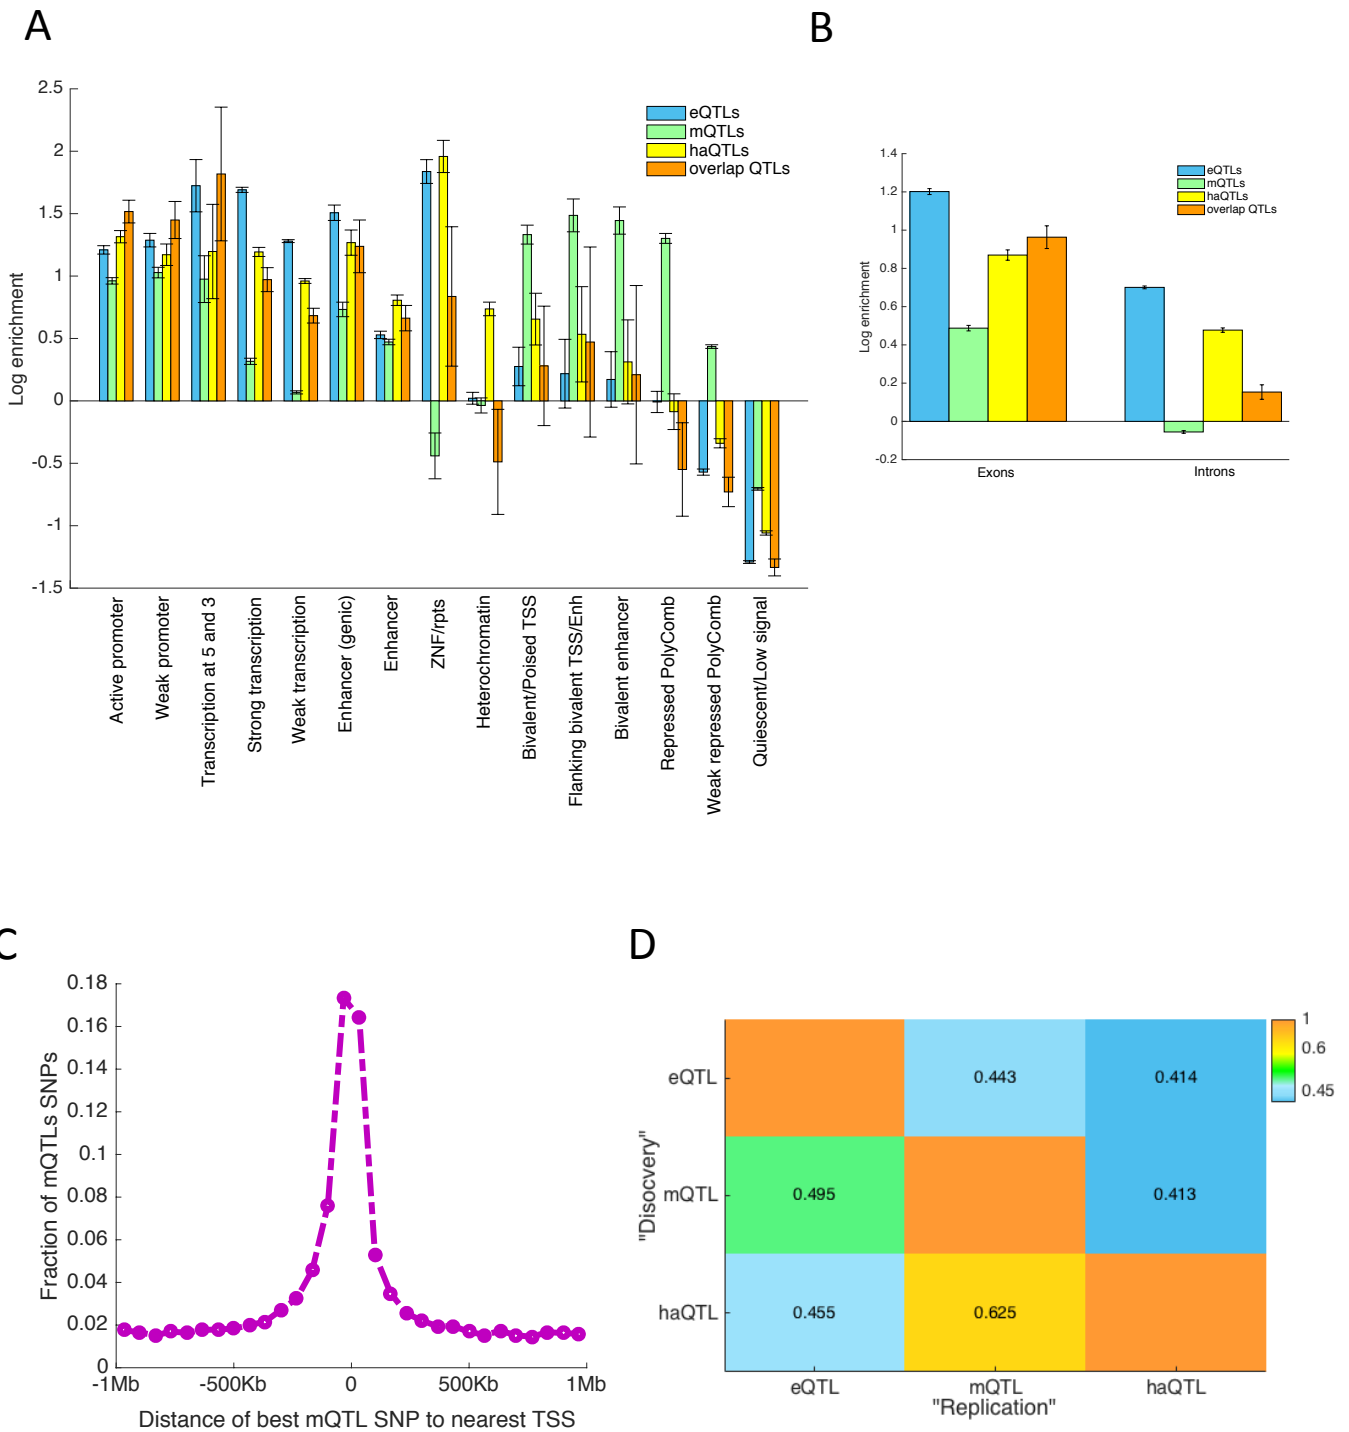 A
B
2.5
2
1.5
1
0.5
0
-0.5
-1
-1.5
Log enrichment
eQTLs
mQTLs
haQTLs
overlap QTLs
Active promoter
Weak promoter
Transcription at 5 and 3
Strong transcription
Weak transcription
Enhancer (genic)
Enhancer
ZNF/rpts
Heterochromatin
Bivalent/Poised TSS
Flanking bivalent TSS/Enh
Bivalent enhancer
Repressed PolyComb
Weak repressed PolyComb
Quiescent/Low signal
1.4
1.2
1
0.8
0.6
0.4
0.2
0
-0.2
Log enrichment
eQTLs
mQTLs
haQTLs
overlap QTLs
Exons
Introns
C
0.18
0.16
0.14
0.12
0.1
0.08
0.06
0.04
0.02
0
Fraction of mQTLs SNPs
-1Mb
-500Kb
0
500Kb
1Mb
Distance of best mQTL SNP to nearest TSS
D
eQTL
0.443
0.414
mQTL
0.495
0.413
haQTL
0.455
0.625
"Disocvery"
eQTL
mQTL
haQTL
"Replication"
1
0.6
0.45